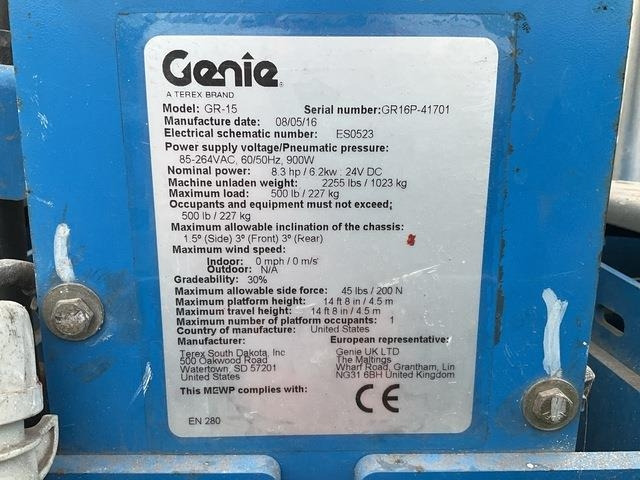 Genie
A TEREX BRAND
Model: GR-15 Serial number: GR16P-41701
Manufacture date: 08/05/16
Electrical schematic number: ES0523
Power supply voltage/Pneumatic pressure:
85-264VAC, 60/50Hz, 900W
Nominal power: 8.3 hp / 6.2kw : 24V DC
Machine unladen weight: 2255 lbs / 1023 kg
Maximum load: 500 lb / 227 kg
Occupants and equipment must not exceed;
500 lb / 227 kg
Maximum allowable inclination of the chassis:
1.5º (Side) 3º (Front) 3º (Rear)
Maximum wind speed:
Indoor: 0 mph / 0 m/s
Outdoor: N/A
Gradeability: 30%
Maximum allowable side force: 45 lbs / 200 N
Maximum platform height: 14 ft 8 in / 4.5 m
Maximum travel height: 14 ft 8 in / 4.5 m
Maximum number of platform occupants: 1
Country of manufacture: United States
Manufacturer: European representative:
Terex South Dakota, Inc Genie UK LTD
500 Oakwood Road The Maltings
Watertown, SD 57201 Wharf Road, Grantham, Lin
United States NG31 6BH United Kingdom
This MEWP complies with: CE
EN 280